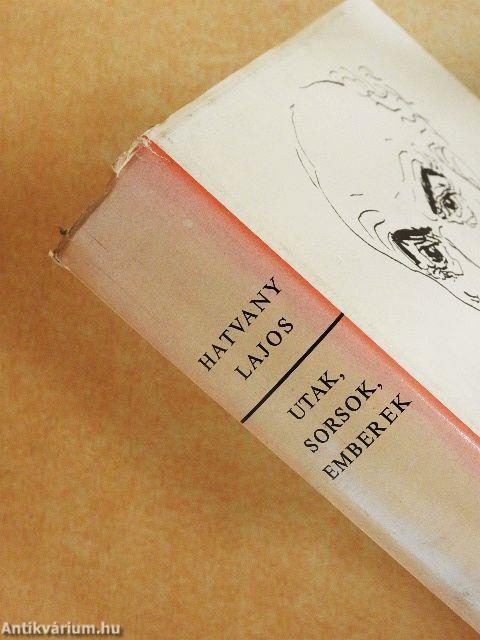 HATVANY
LAJOS
UTAK,
SORSOK,
EMBEREK
Antikvárium.hu